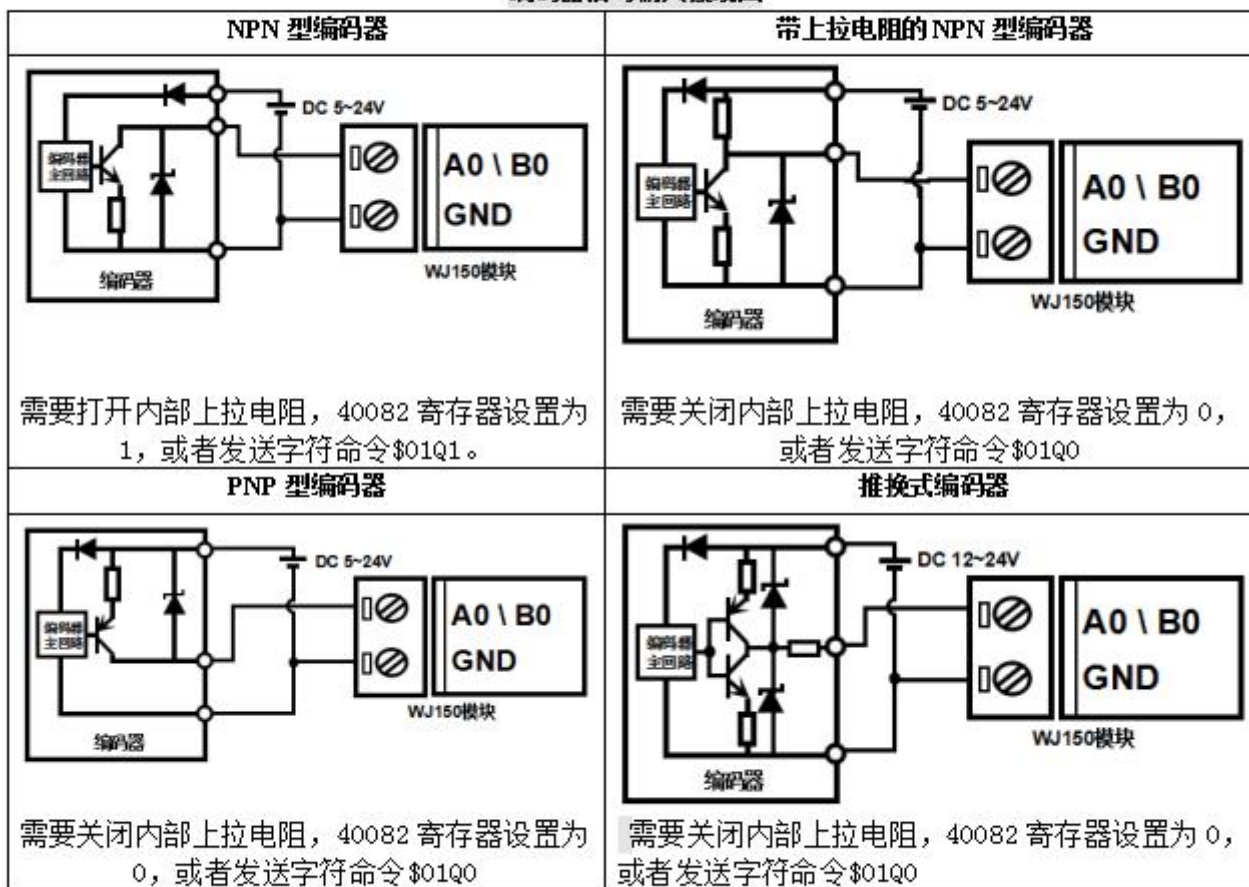 NPN 型编码器
带上拉电阻的 NPN 型编码器
DC 5~24V
编码器
主回路
A0 \ B0
GND
编码器
WJ150模块
DC 5~24V
编码器
主回路
A0 \ B0
GND
编码器
WJ150模块
需要打开内部上拉电阻，40082 寄存器设置为
1，或者发送字符命令$01Q1。
需要关闭内部上拉电阻，40082 寄存器设置为 0，
或者发送字符命令$01Q0
PNP 型编码器
推换式编码器
DC 5~24V
编码器
主回路
A0 \ B0
GND
编码器
WJ150模块
DC 12~24V
编码器
主回路
A0 \ B0
GND
编码器
WJ150模块
需要关闭内部上拉电阻，40082 寄存器设置为
0，或者发送字符命令$01Q0
需要关闭内部上拉电阻，40082 寄存器设置为 0，
或者发送字符命令$01Q0